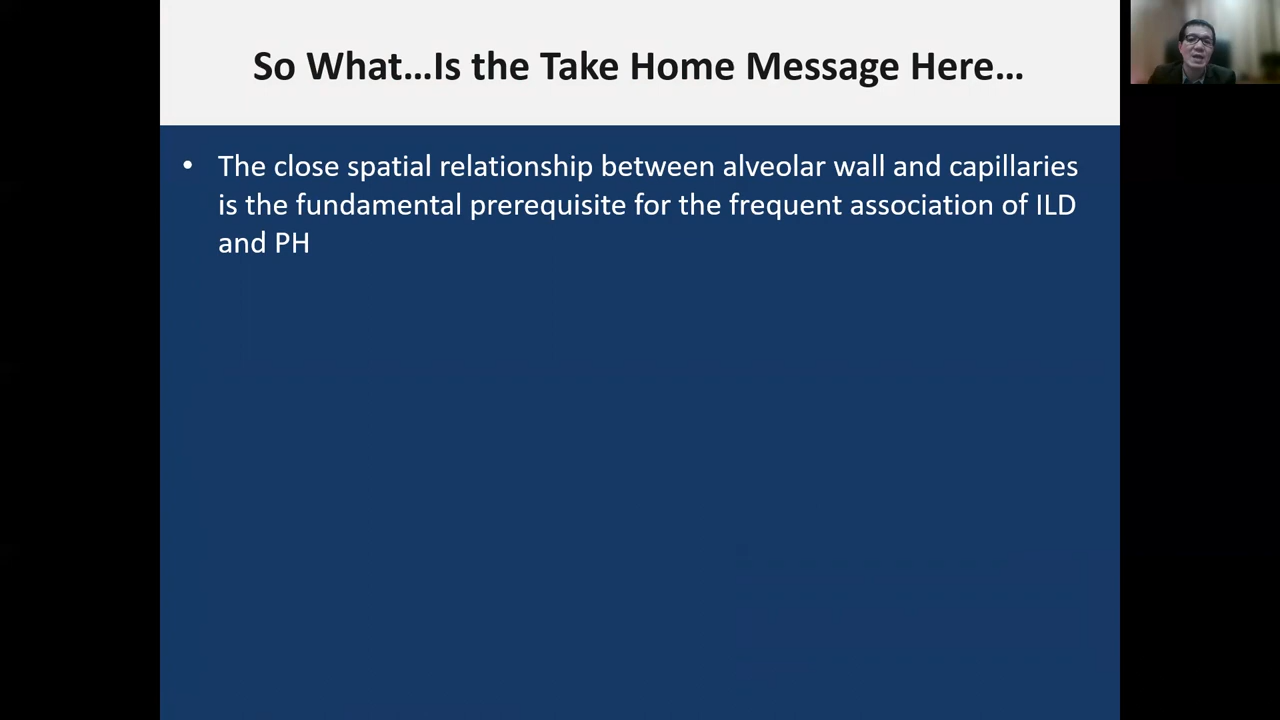 So What…Is the Take Home Message Here…
• The close spatial relationship between alveolar wall and capillaries
is the fundamental prerequisite for the frequent association of ILD
and PH